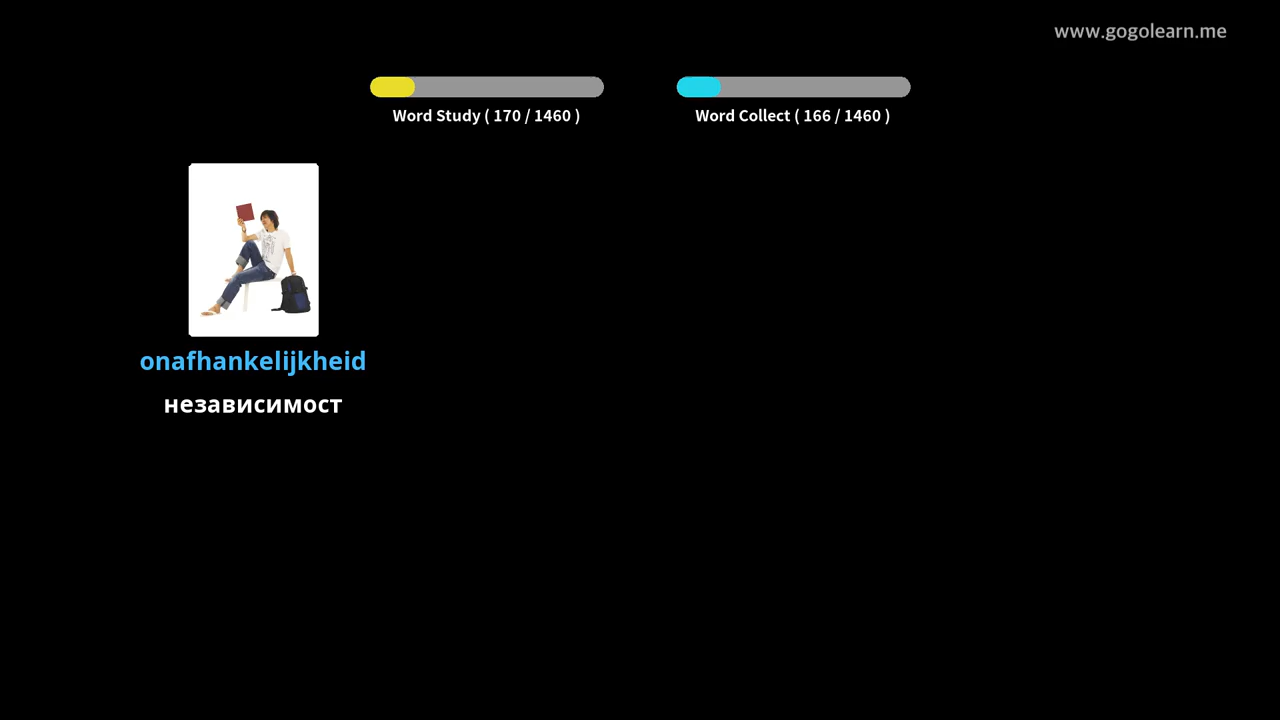 www.gogolearn.me
Word Study ( 170 / 1460 )
Word Collect ( 166 / 1460 )
onafhankelijkheid
независимост